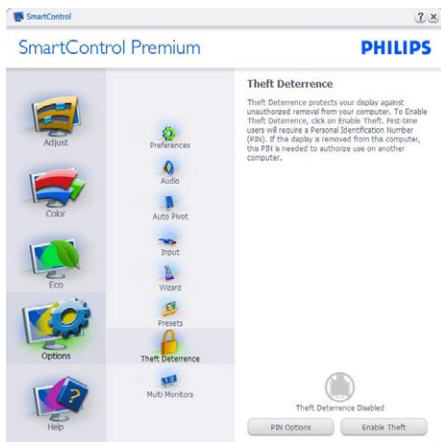 SmartControl
SmartControl Premium
PHILIPS
Adjust
Color
Eco
Options
Help
Preferences
Audio
Auto Pivot
Input
Wizard
Presets
Theft Deterrence
Multi Monitors
Theft Deterrence
Theft Deterrence protects your display against
unauthorized removal from your computer. To Enable
Theft Deterrence, click on Enable Theft. First-time
users will require a Personal Identification Number
(PIN). If the display is removed from this computer,
this PIN is needed to authorize use on another
computer.
Theft Deterrence Disabled
PIN Options
Enable Theft